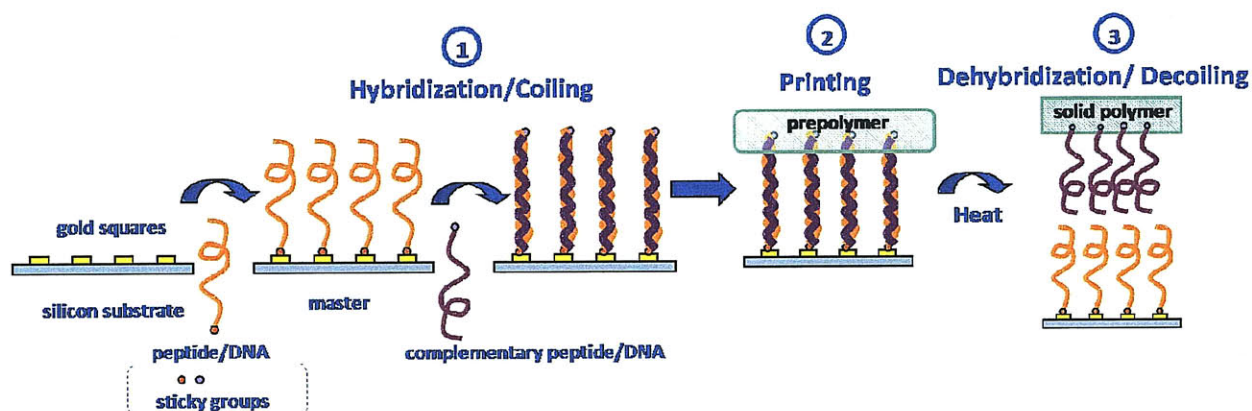 1
Hybridization/Coiling
2
Printing
3
Dehybridization/ Decoiling
prepolymer
solid polymer
Heat
gold squares
silicon substrate
peptide/DNA
sticky groups
master
complementary peptide/DNA